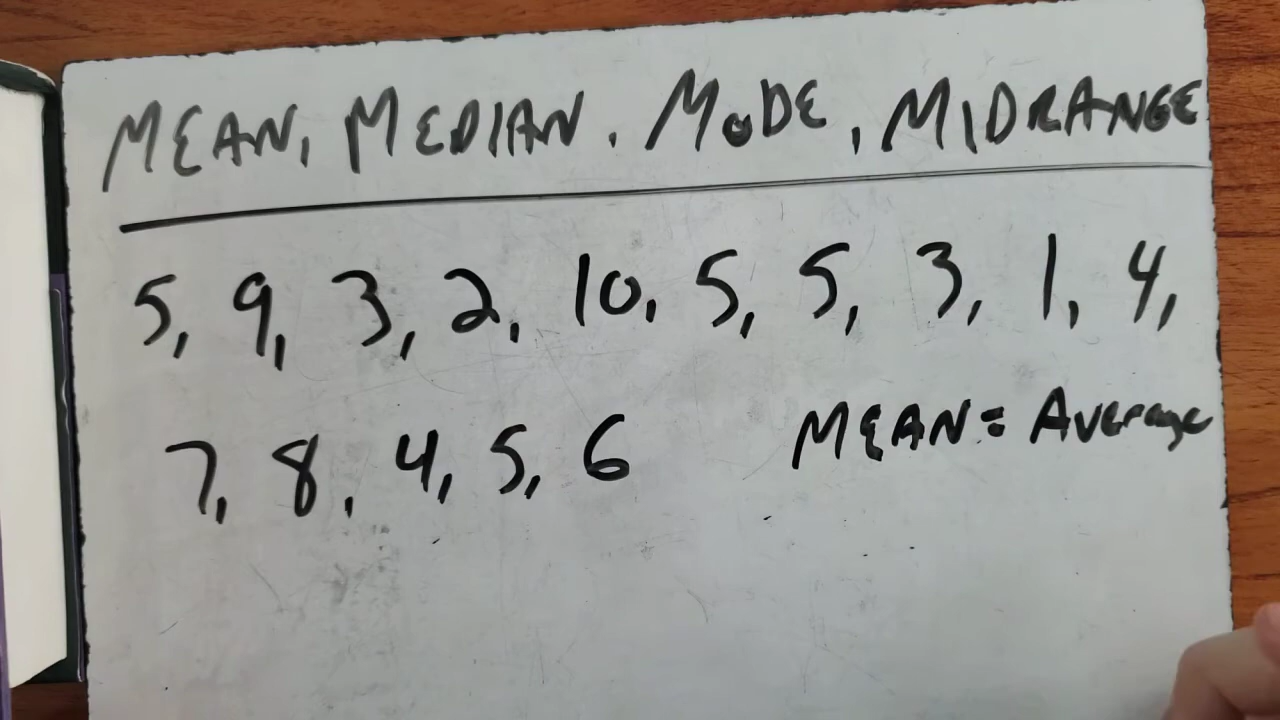 MEAN, MEDIAN, MODE, MIDRANGE
5, 9, 3, 2, 10, 5, 5, 3, 1, 4,
7, 8, 4, 5, 6 MEAN = Average